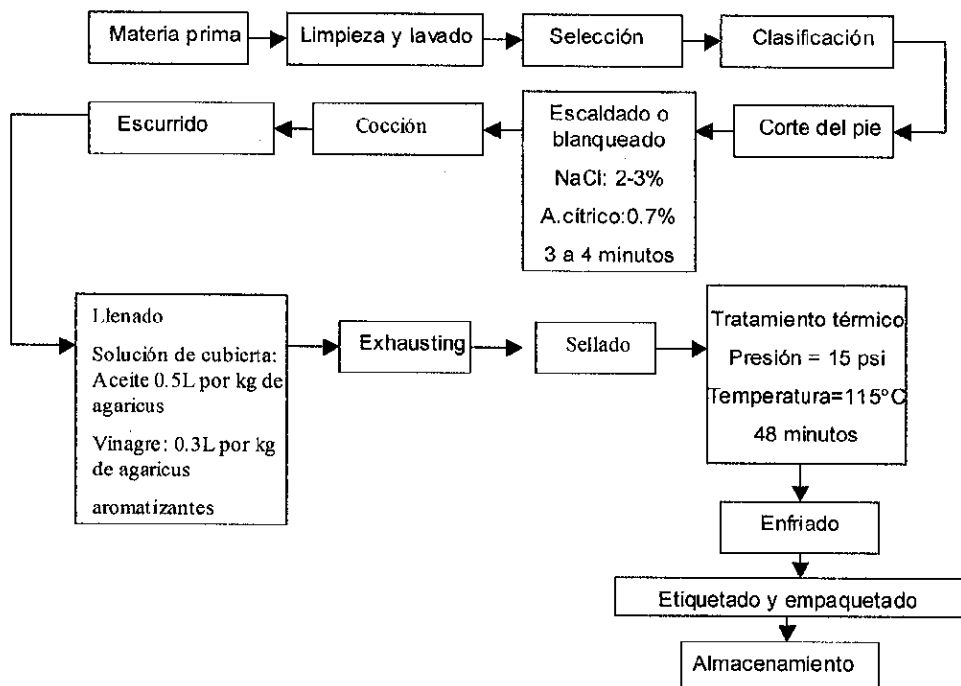 Materia prima
Limpieza y lavado
Selección
Clasificación
Corte del pie
Escaldado o
blanqueado
NaCl: 2-3%
A.cítrico:0.7%
3 a 4 minutos
Cocción
Escurrido
Llenado
Solución de cubierta:
Aceite 0.5L por kg de
agaricus
Vinagre: 0.3L por kg
de agaricus
aromatizantes
Exhausting
Sellado
Tratamiento térmico
Presión = 15 psi
Temperatura=115°C
48 minutos
Enfriado
Etiquetado y empaquetado
Almacenamiento